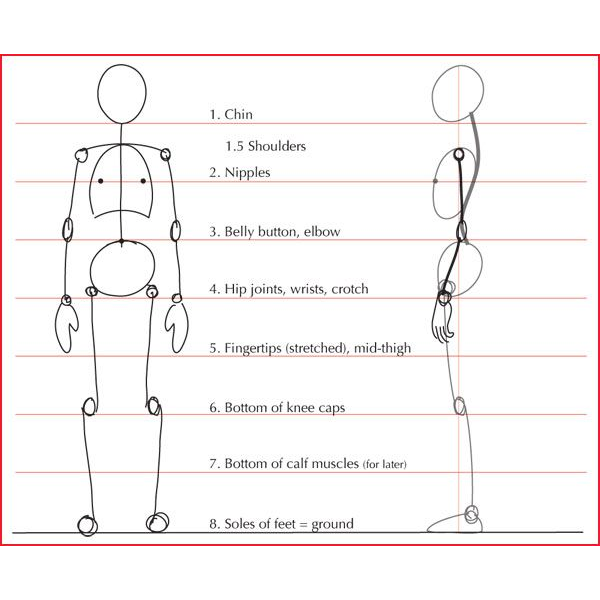 1. Chin
1.5 Shoulders
2. Nipples
3. Belly button, elbow
4. Hip joints, wrists, crotch
5. Fingertips (stretched), mid-thigh
6. Bottom of knee caps
7. Bottom of calf muscles (for later)
8. Soles of feet = ground